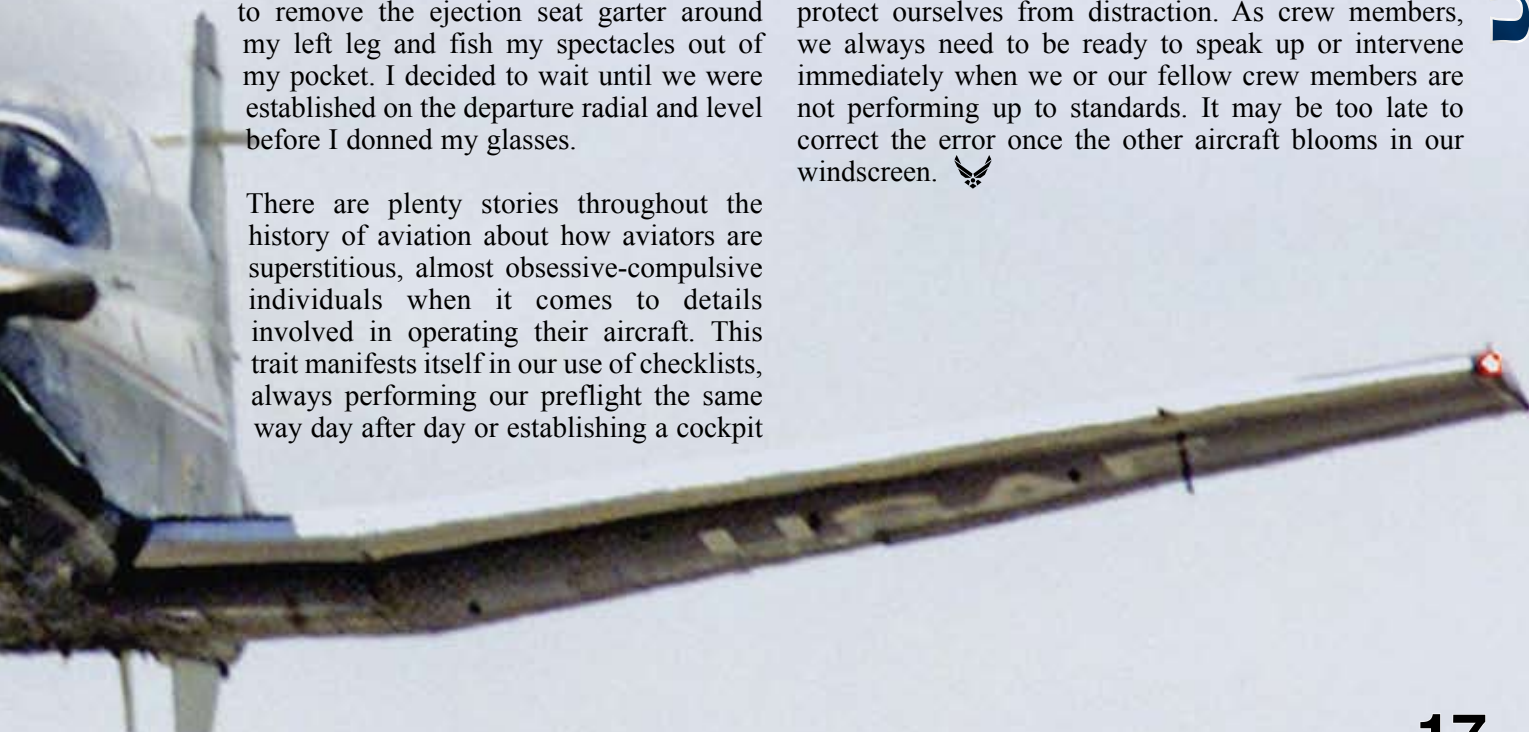 to remove the ejection seat garter around
my left leg and fish my spectacles out of
my pocket. I decided to wait until we were
established on the departure radial and level
before I donned my glasses.
There are plenty stories throughout the
history of aviation about how aviators are
superstitious, almost obsessive-compulsive
individuals when it comes to details
involved in operating their aircraft. This
trait manifests itself in our use of checklists,
always performing our preflight the same
way day after day or establishing a cockpit
protect ourselves from distraction. As crew members,
we always need to be ready to speak up or intervene
immediately when we or our fellow crew members are
not performing up to standards. It may be too late to
correct the error once the other aircraft blooms in our
windscreen.
17